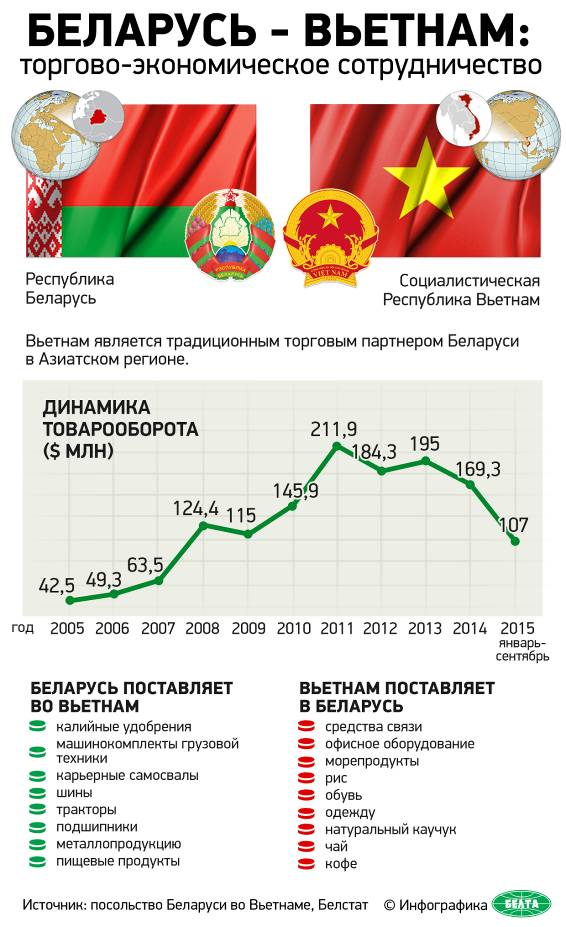 БЕЛАРУСЬ - ВЬЕТНАМ:
торгово-экономическое сотрудничество
РЕСПУБЛИКА
БЕЛАРУСЬ
VIET NAM
Республика
Беларусь
Социалистическая
Республика Вьетнам
Вьетнам является традиционным торговым партнером Беларуси
в Азиатском регионе.
ДИНАМИКА
ТОВАРООБОРОТА
($ МЛН)
42,5
49,3
63,5
124,4
115
145,9
211,9
184,3
195
169,3
107
год 2005 2006 2007 2008 2009 2010 2011 2012 2013 2014 2015
январь-
сентябрь
БЕЛАРУСЬ ПОСТАВЛЯЕТ
ВО ВЬЕТНАМ
калийные удобрения
машинокомплекты грузовой
техники
карьерные самосвалы
шины
тракторы
подшипники
металлопродукцию
пищевые продукты
ВЬЕТНАМ ПОСТАВЛЯЕТ
В БЕЛАРУСЬ
средства связи
офисное оборудование
морепродукты
рис
обувь
одежду
натуральный каучук
чай
кофе
Источник: посольство Беларуси во Вьетнаме, Белстат © Инфографика БЕЛТА